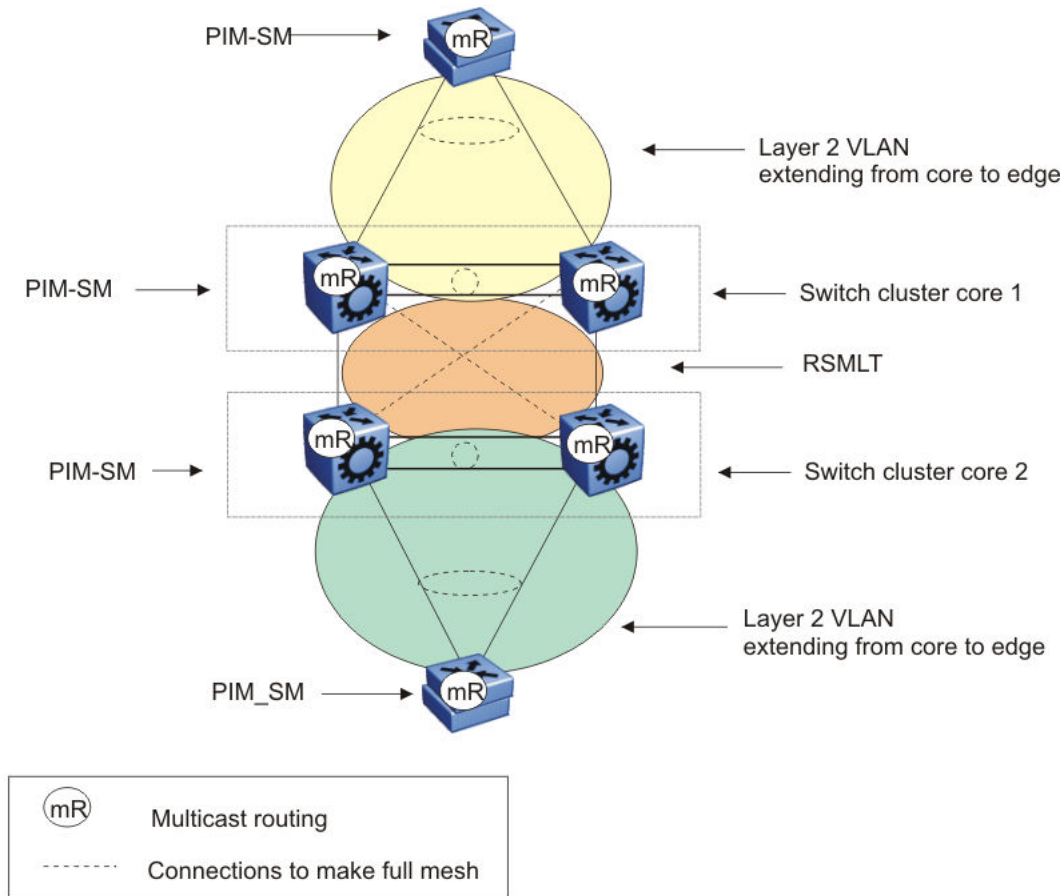 PIM-SM
mR
Layer 2 VLAN
extending from core to edge
mR
mR
PIM-SM
Switch cluster core 1
RSMLT
mR
mR
PIM-SM
Switch cluster core 2
Layer 2 VLAN
extending from core to edge
PIM_SM
mR
mR
Multicast routing
Connections to make full mesh